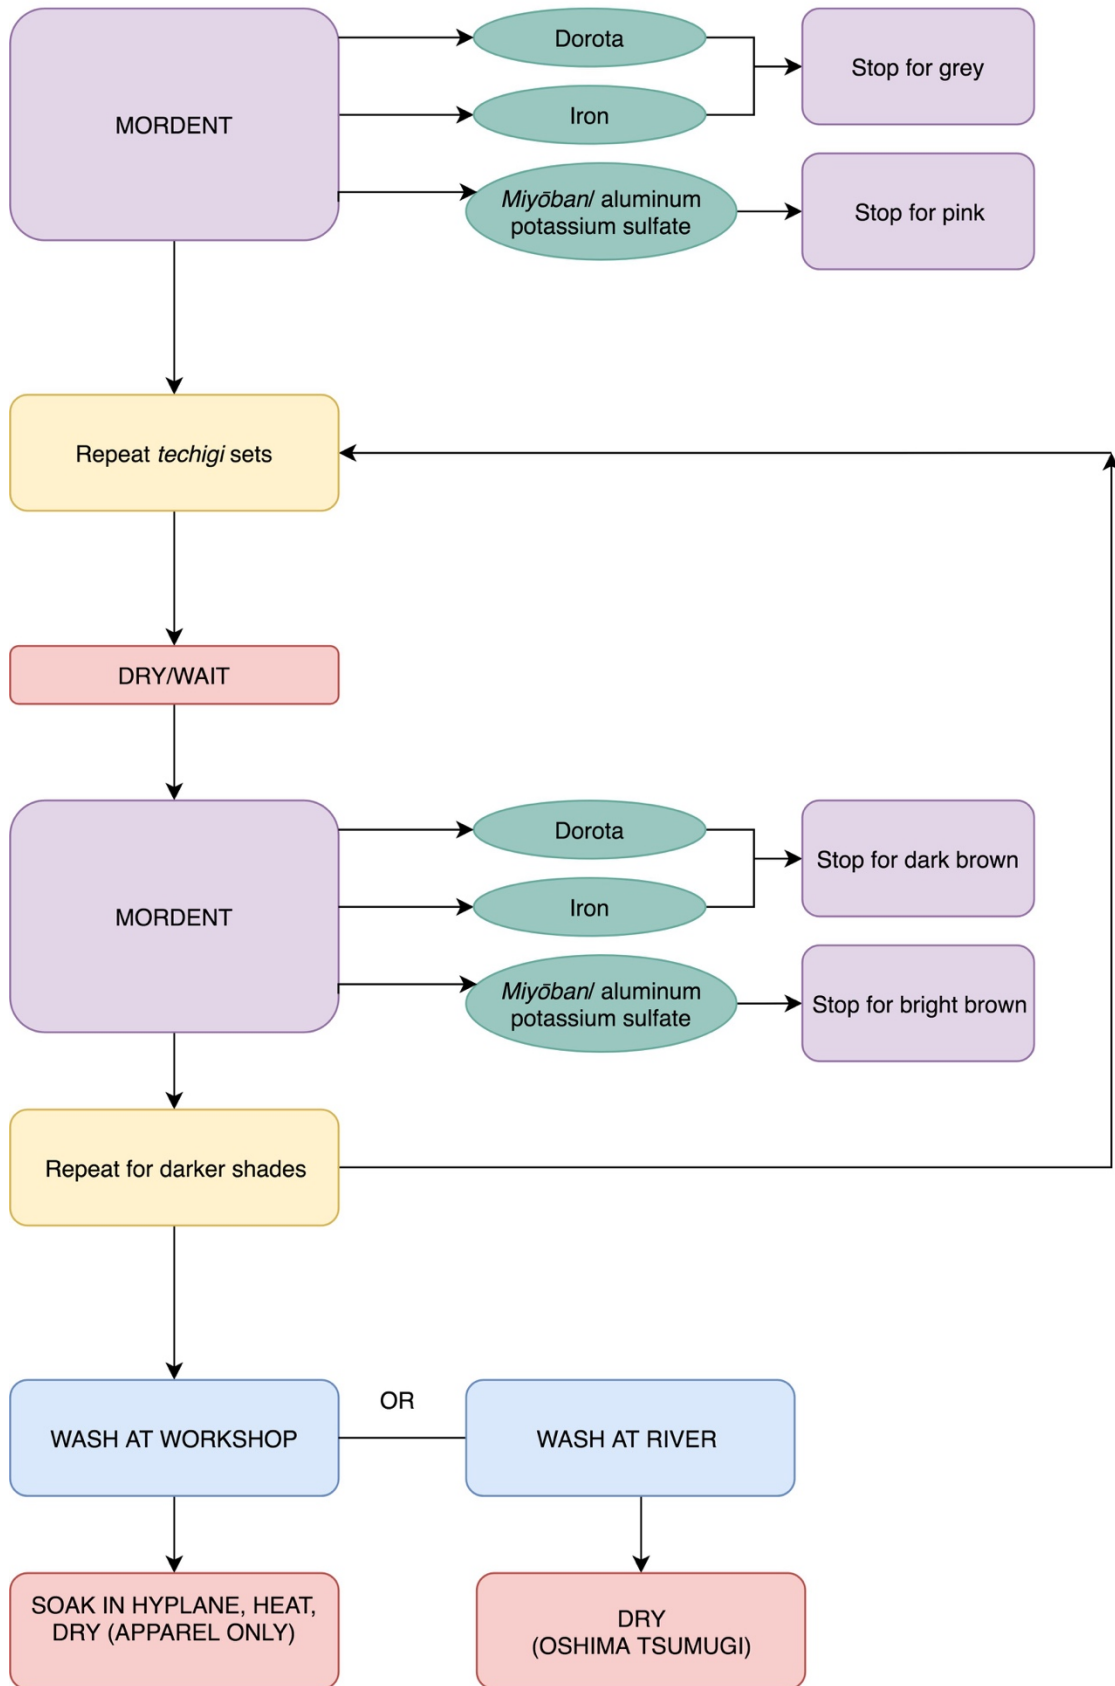 MORDENT
Dorota
Iron
Miyōban/ aluminum
potassium sulfate
Stop for grey
Stop for pink
Repeat techigi sets
DRY/WAIT
MORDENT
Dorota
Iron
Miyōban/ aluminum
potassium sulfate
Stop for dark brown
Stop for bright brown
Repeat for darker shades
WASH AT WORKSHOP
OR
WASH AT RIVER
SOAK IN HYPLANE, HEAT,
DRY (APPAREL ONLY)
DRY
(OSHIMA TSUMUGI)